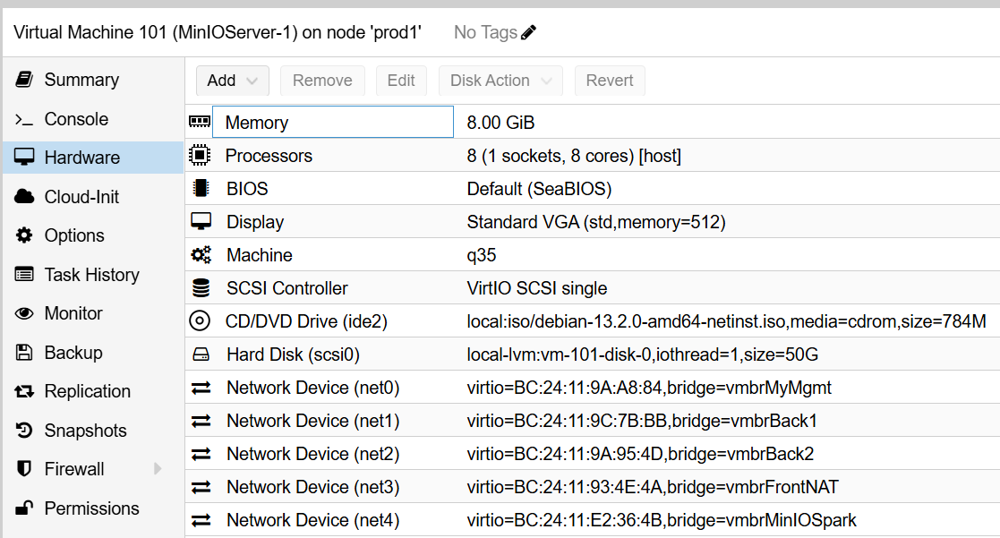 Virtual Machine 101 (MinIOServer-1) on node 'prod1' No Tags
Summary
Console
Hardware
Cloud-Init
Options
Task History
Monitor
Backup
Replication
Snapshots
Firewall
Permissions
Add Remove Edit Disk Action Revert
Memory 8.00 GiB
Processors 8 (1 sockets, 8 cores) [host]
BIOS Default (SeaBIOS)
Display Standard VGA (std,memory=512)
Machine q35
SCSI Controller VirtIO SCSI single
CD/DVD Drive (ide2) local:iso/debian-13.2.0-amd64-netinst.iso,media=cdrom,size=784M
Hard Disk (scsi0) local-lvm:vm-101-disk-0,iothread=1,size=50G
Network Device (net0) virtio=BC:24:11:9A:A8:84,bridge=vmbrMyMgmt
Network Device (net1) virtio=BC:24:11:9C:7B:BB,bridge=vmbrBack1
Network Device (net2) virtio=BC:24:11:9A:95:4D,bridge=vmbrBack2
Network Device (net3) virtio=BC:24:11:93:4E:4A,bridge=vmbrFrontNAT
Network Device (net4) virtio=BC:24:11:E2:36:4B,bridge=vmbrMinIOSpark